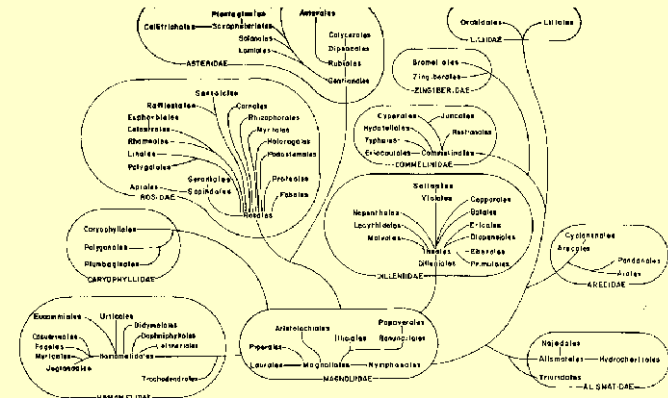 Plantaginales
Asterales
Callitrichales
Scrophulariales
Solanales
Lamiales
Calycerales
Dipsacales
Rubiales
Gentianales
ASTERIDAE
Orchidales
Liliales
LILIIDAE
Bromeliales
Zingiberales
ZINGIBERIDAE
Cyperales
Juncales
Hydatellales
Restionales
Typhales
Eriocaulales
Commelinales
COMMELINIDAE
Santalales
Rafflesiales
Cornales
Euphorbiales
Rhizophorales
Celastrales
Myrtales
Rhamnales
Haloragales
Linales
Podostemales
Polygalales
Geraniales
Proteales
Apiales
Sapindales
Fabales
Rosales
ROSIDAE
Salicales
Violales
Nepenthales
Capparales
Batales
Lecythidales
Ericales
Malvales
Diapensiales
Theales
Ebenales
Dilleniales
Primulales
DILLENIIDAE
Caryophyllales
Polygonales
Plumbaginales
CARYOPHYLLIDAE
Cyclanthales
Arecales
Pandanales
Arales
ARECIDAE
Eucommiales
Urticales
Didymelales
Casuarinales
Daphniphyllales
Fagales
Leitneriales
Myricales
Hamamelidales
Juglandales
Trochodendrales
HAMAMELIDAE
Papaverales
Aristolochiales
Illiciales
Ranunculales
Piperales
Laurales
Magnoliales
Nymphaeales
MAGNOLIIDAE
Najadales
Alismatales
Hydrocharitales
Triuridales
ALISMATIDAE